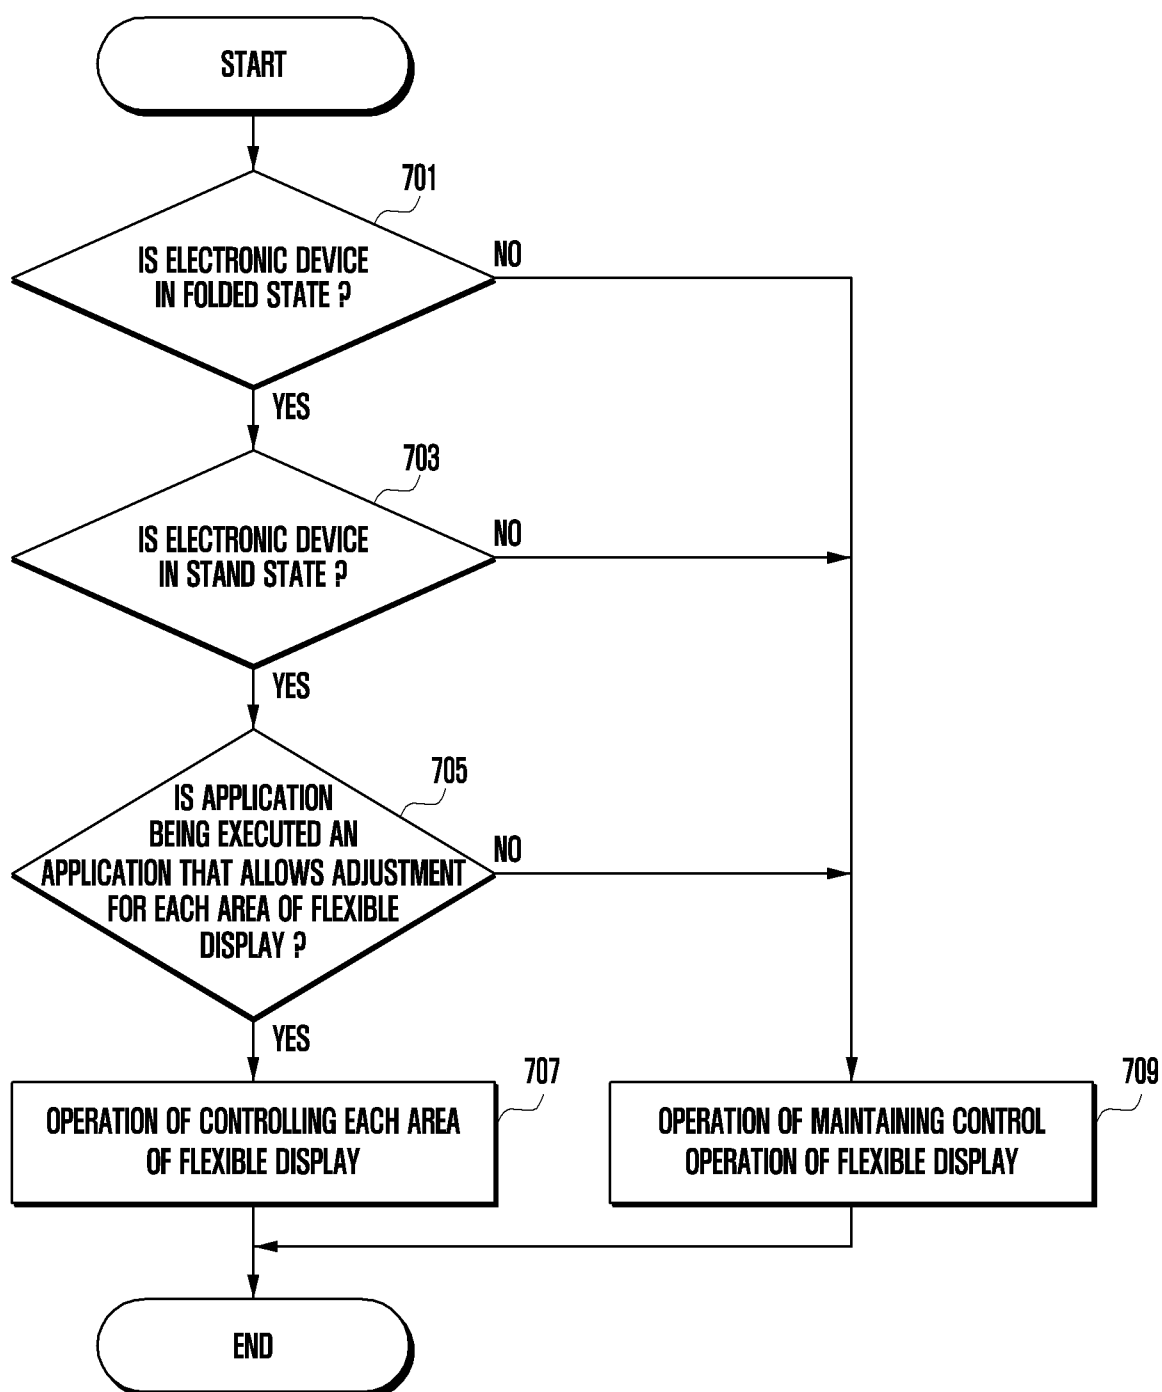 START
701
IS ELECTRONIC DEVICE
IN FOLDED STATE ?
NO
YES
703
IS ELECTRONIC DEVICE
IN STAND STATE ?
NO
YES
705
IS APPLICATION
BEING EXECUTED AN
APPLICATION THAT ALLOWS ADJUSTMENT
FOR EACH AREA OF FLEXIBLE
DISPLAY ?
NO
YES
707
OPERATION OF CONTROLLING EACH AREA
OF FLEXIBLE DISPLAY
709
OPERATION OF MAINTAINING CONTROL
OPERATION OF FLEXIBLE DISPLAY
END